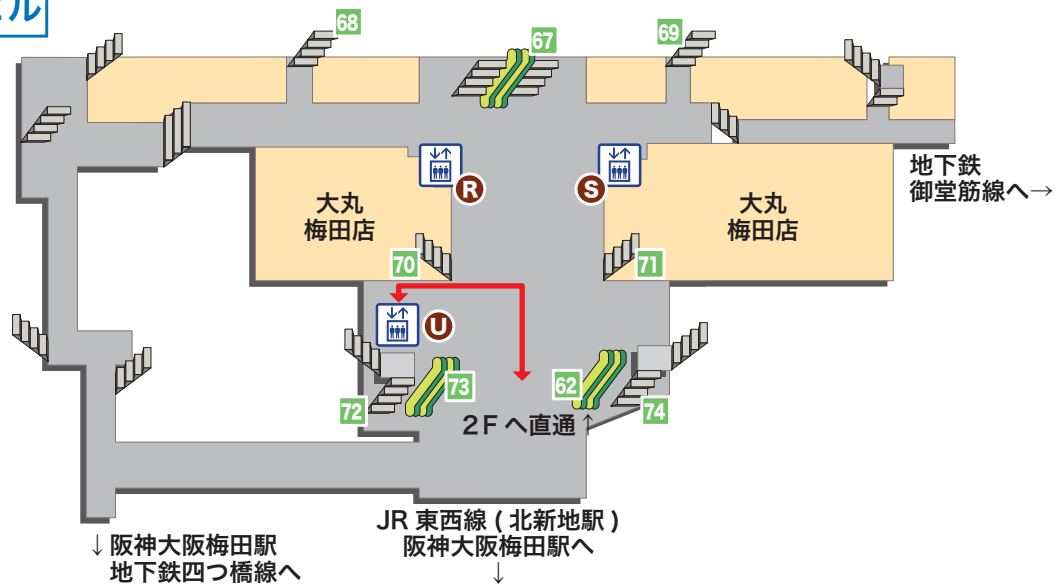 ル
68
67
69
地下鉄
御堂筋線へ→
R
S
大丸
梅田店
大丸
梅田店
70
71
U
73
62
72
74
2F へ直通↑
JR 東西線 ( 北新地駅 )
阪神大阪梅田駅へ
↓
↓ 阪神大阪梅田駅
地下鉄四つ橋線へ